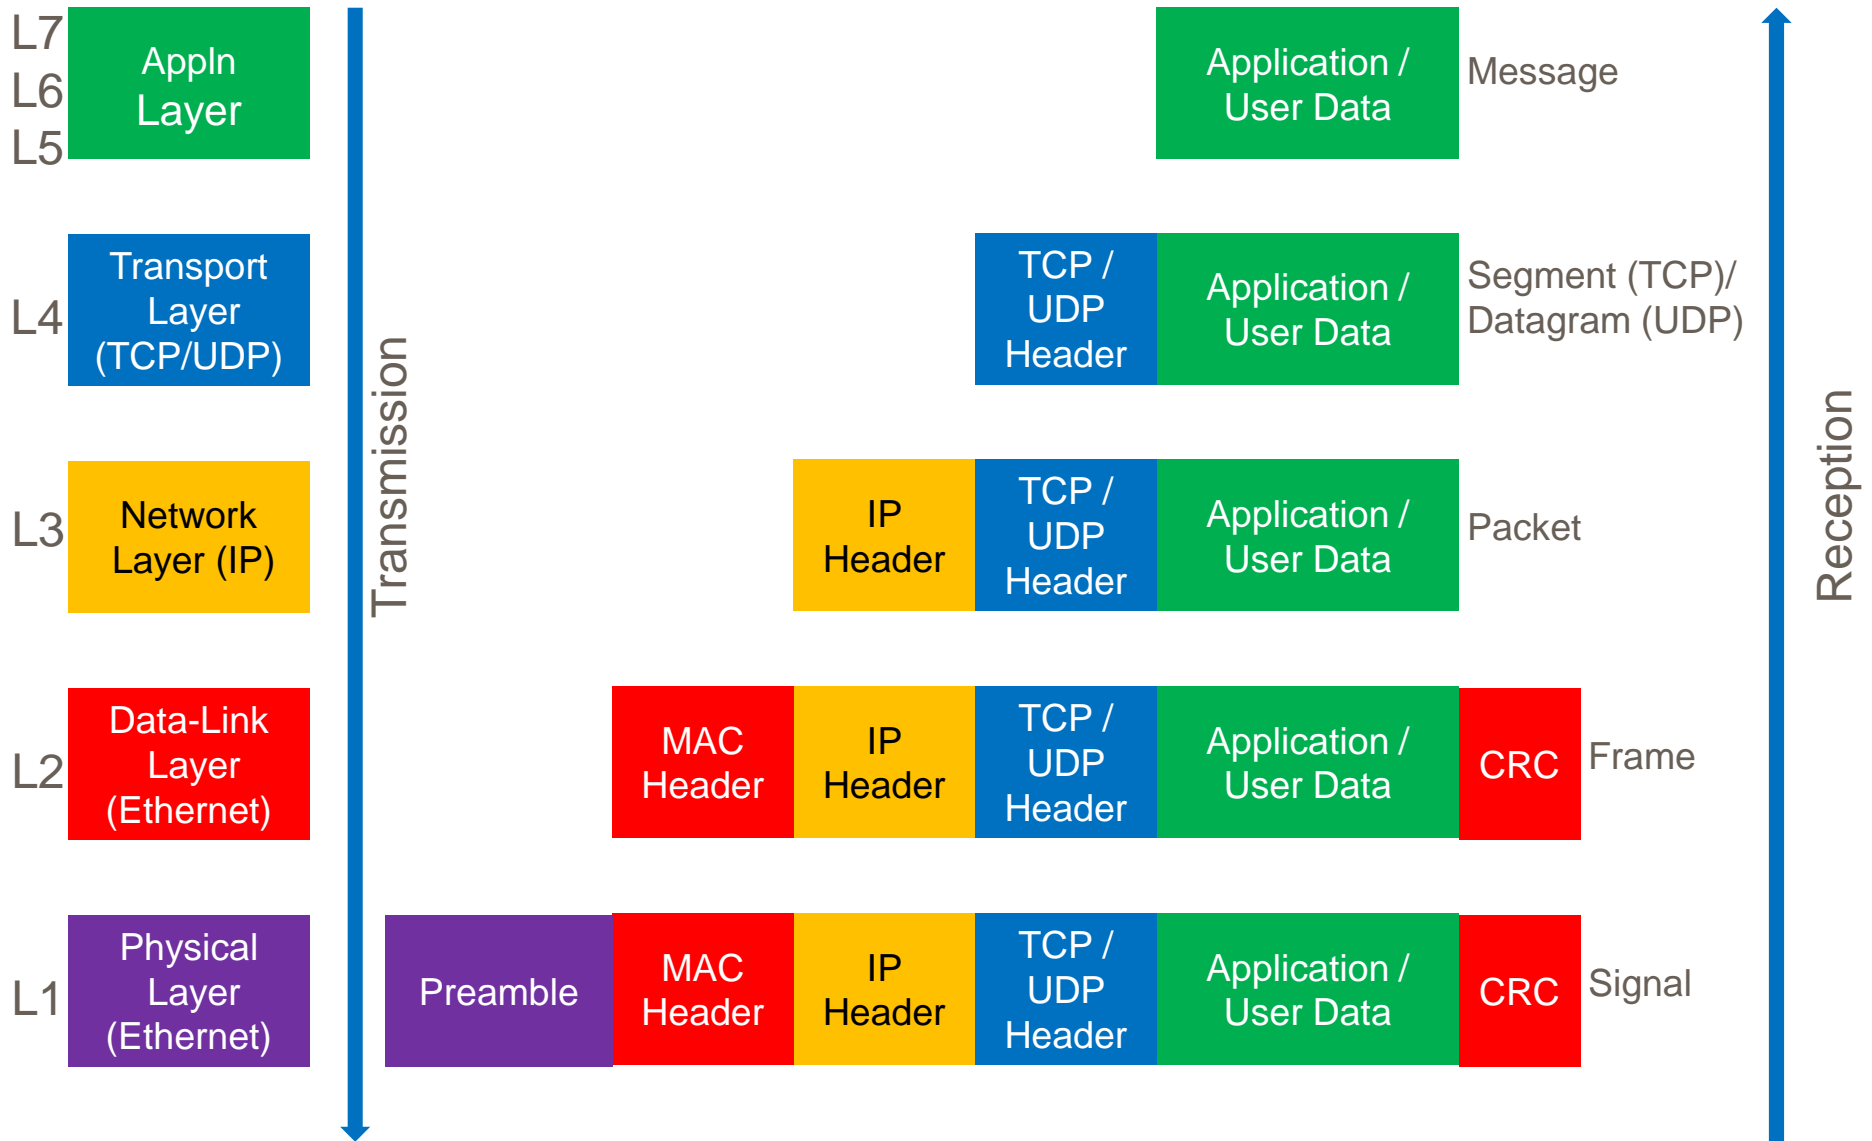 L7
L6
L5
Appln
Layer
Application /
User Data
Message
L4
Transport
Layer
(TCP/UDP)
TCP /
UDP
Header
Application /
User Data
Segment (TCP)/
Datagram (UDP)
Transmission
Reception
L3
Network
Layer (IP)
IP
Header
TCP /
UDP
Header
Application /
User Data
Packet
L2
Data-Link
Layer
(Ethernet)
MAC
Header
IP
Header
TCP /
UDP
Header
Application /
User Data
CRC
Frame
L1
Physical
Layer
(Ethernet)
Preamble
MAC
Header
IP
Header
TCP /
UDP
Header
Application /
User Data
CRC
Signal